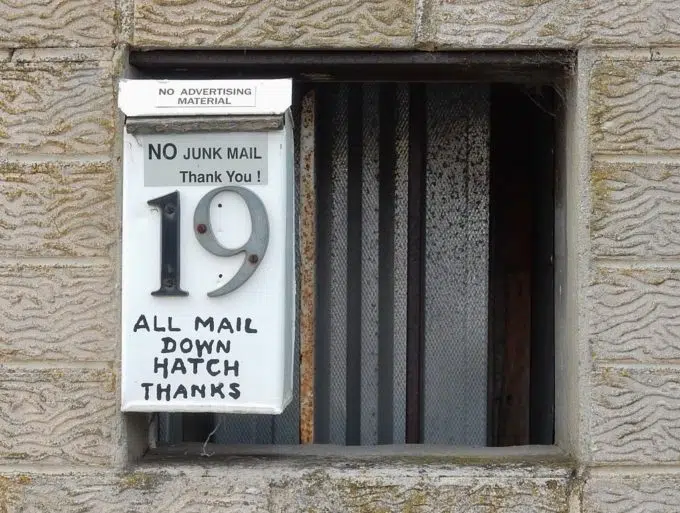 NO ADVERTISING
MATERIAL
NO JUNK MAIL
Thank You !
19
ALL MAIL
DOWN
HATCH
THANKS